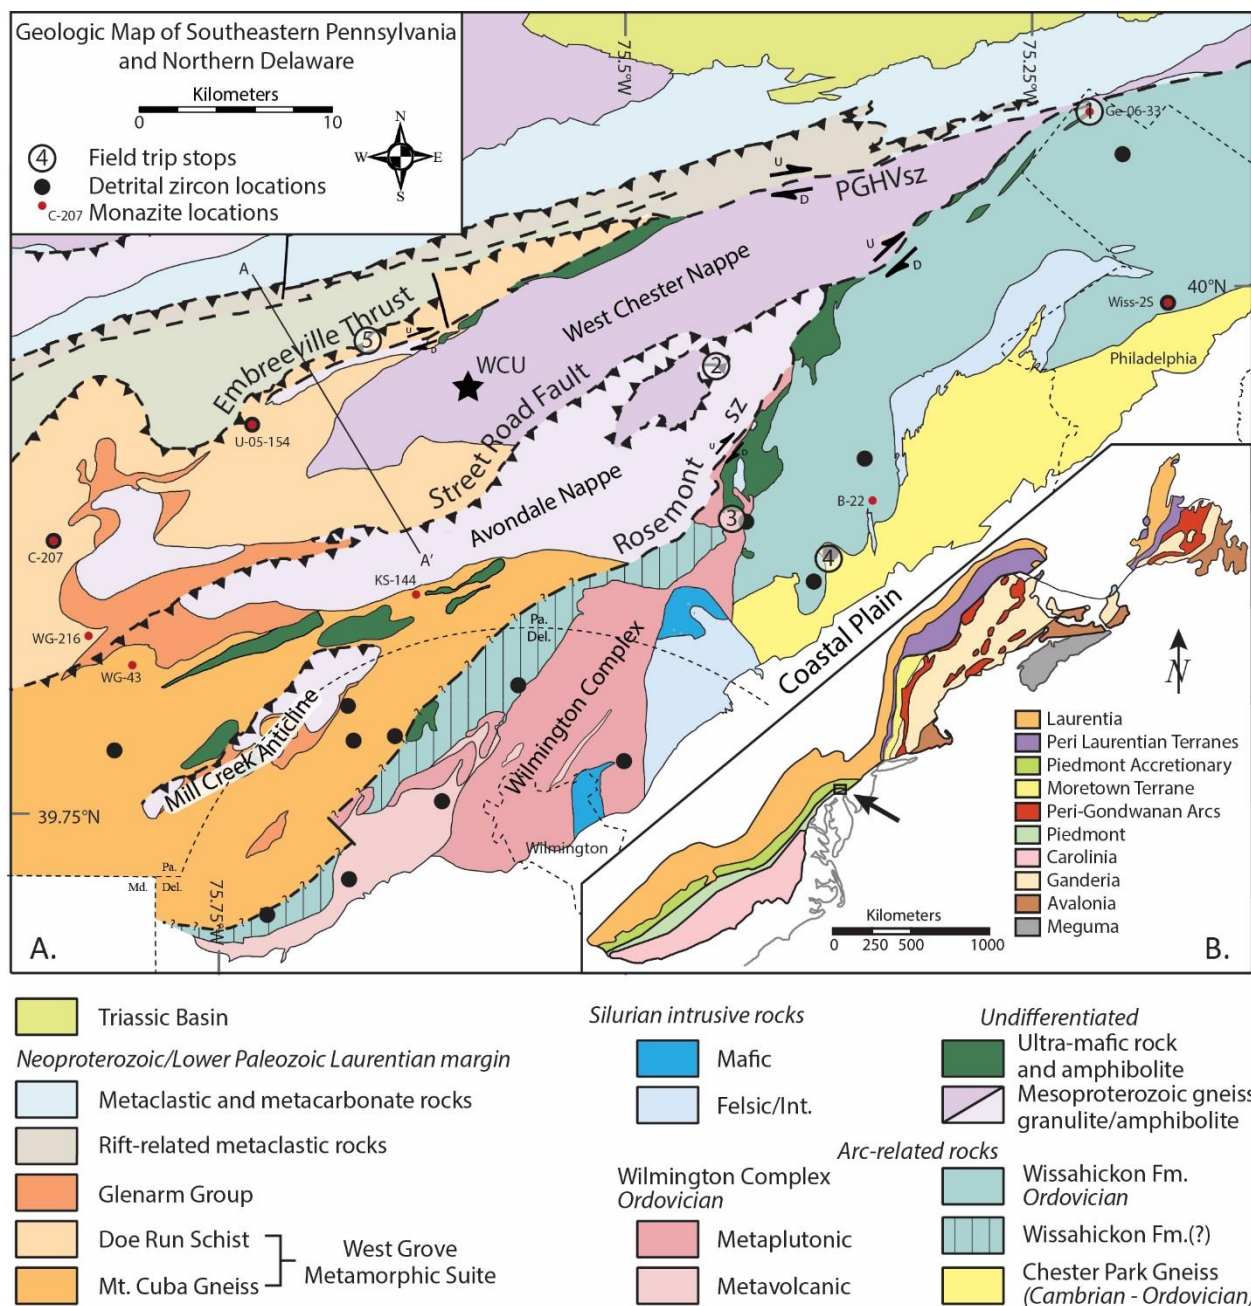 Geologic Map of Southeastern Pennsylvania
and Northern Delaware
Kilometers
0 10
N
W E
S
4 Field trip stops
Detrital zircon locations
C-207 Monazite locations
75.5°W
75.25°W
1 Ge-06-33
U
D
PGHVsz
U
D
A
West Chester Nappe
40°N
Wiss-2S
Philadelphia
Embreeville Thrust
5
U
D
WCU
2
Street Road Fault
U-05-154
Avondale Nappe
Rosemont sz
U
D
B-22
3
4
C-207
A'
KS-144
WG-216
WG-43
Pa.
Del.
Coastal Plain
Mill Creek Anticline
Wilmington Complex
39.75°N
Wilmington
Pa.
Md. Del.
75.75°W
A.
N
Laurentia
Peri Laurentian Terranes
Piedmont Accretionary
Moretown Terrane
Peri-Gondwanan Arcs
Piedmont
Carolinia
Ganderia
Avalonia
Meguma
Kilometers
0 250 500 1000
B.
Triassic Basin
Neoproterozoic/Lower Paleozoic Laurentian margin
Metaclastic and metacarbonate rocks
Rift-related metaclastic rocks
Glenarm Group
Doe Run Schist
Mt. Cuba Gneiss
West Grove
Metamorphic Suite
Silurian intrusive rocks
Mafic
Felsic/Int.
Wilmington Complex
Ordovician
Metaplutonic
Metavolcanic
Undifferentiated
Ultra-mafic rock
and amphibolite
Mesoproterozoic gneiss
granulite/amphibolite
Arc-related rocks
Wissahickon Fm.
Ordovician
Wissahickon Fm.(?)
Chester Park Gneiss
(Cambrian - Ordovician)